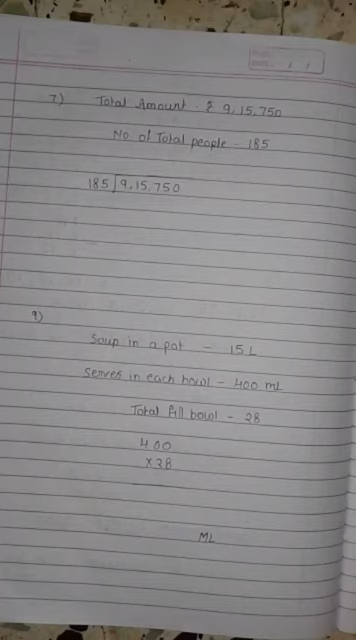 7) Total Amount - ₹ 9,15,750
No of Total people - 185
185 9,15,750
9)
Soup in a pot - 15 L
Serves in each bowl - 400 mL
Total fill bowl - 28
400
×28
ML